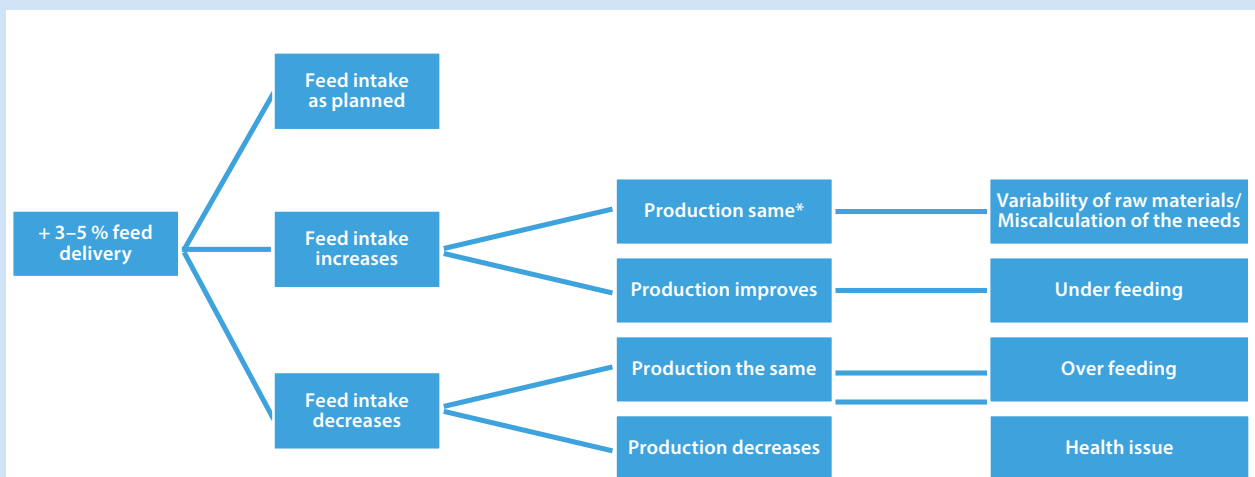 + 3–5 % feed
delivery
Feed intake
as planned
Feed intake
increases
Feed intake
decreases
Production same*
Production improves
Production the same
Production decreases
Variability of raw materials/
Miscalculation of the needs
Under feeding
Over feeding
Health issue